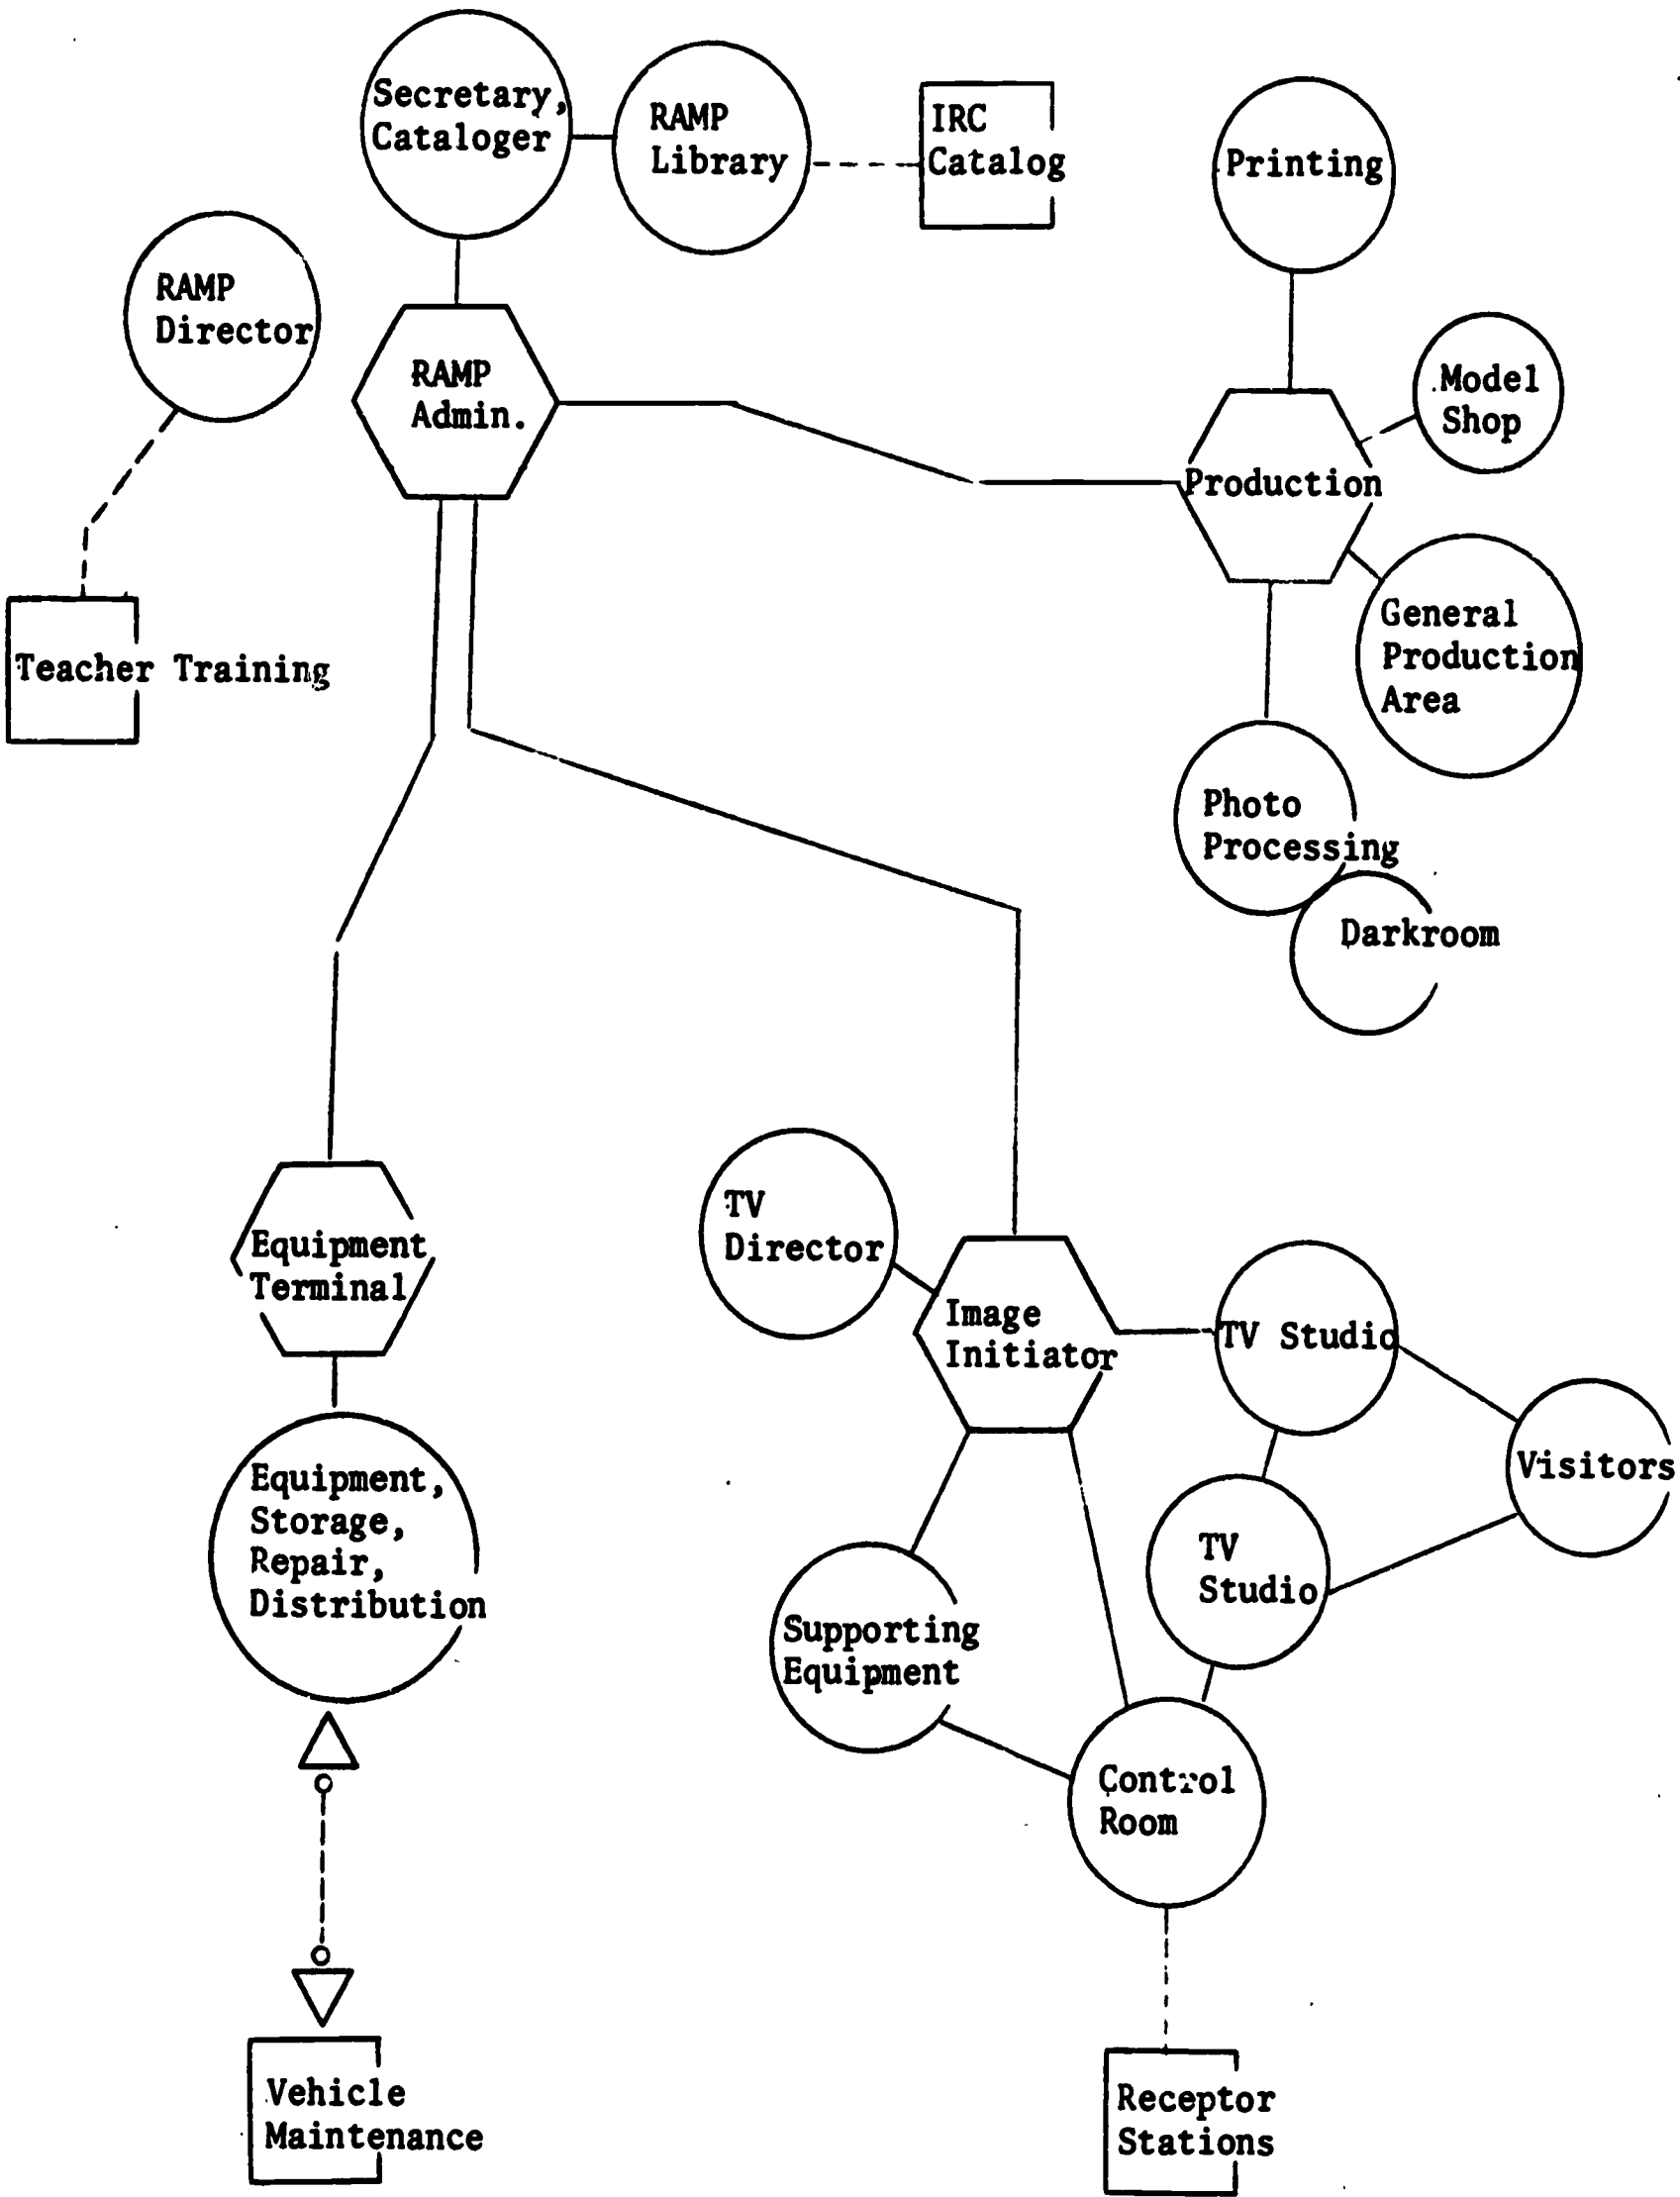 Secretary,
Cataloger
RAMP
Library
IRC
Catalog
Printing
RAMP
Director
RAMP
Admin.
Model
Shop
Production
General
Production
Area
Teacher Training
Photo
Processing
Darkroom
TV
Director
Equipment
Terminal
Image
Initiator
TV Studio
Visitors
Equipment,
Storage,
Repair,
Distribution
TV
Studio
Supporting
Equipment
Control
Room
Vehicle
Maintenance
Receptor
Stations